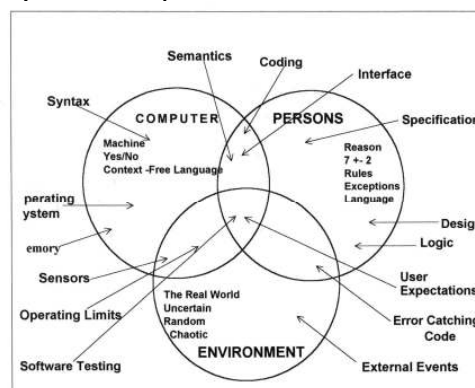 Semantics
Coding
Interface
Syntax
COMPUTER
PERSONS
Specification
Machine
Yes/No
Context -Free Language
Reason
7 +- 2
Rules
Exceptions
Language
perating
ystem
emory
Desig
Logic
Sensors
User
Expectations
Operating Limits
The Real World
Uncertain
Random
Chaotic
Error Catching
Code
Software Testing
ENVIRONMENT
External Events